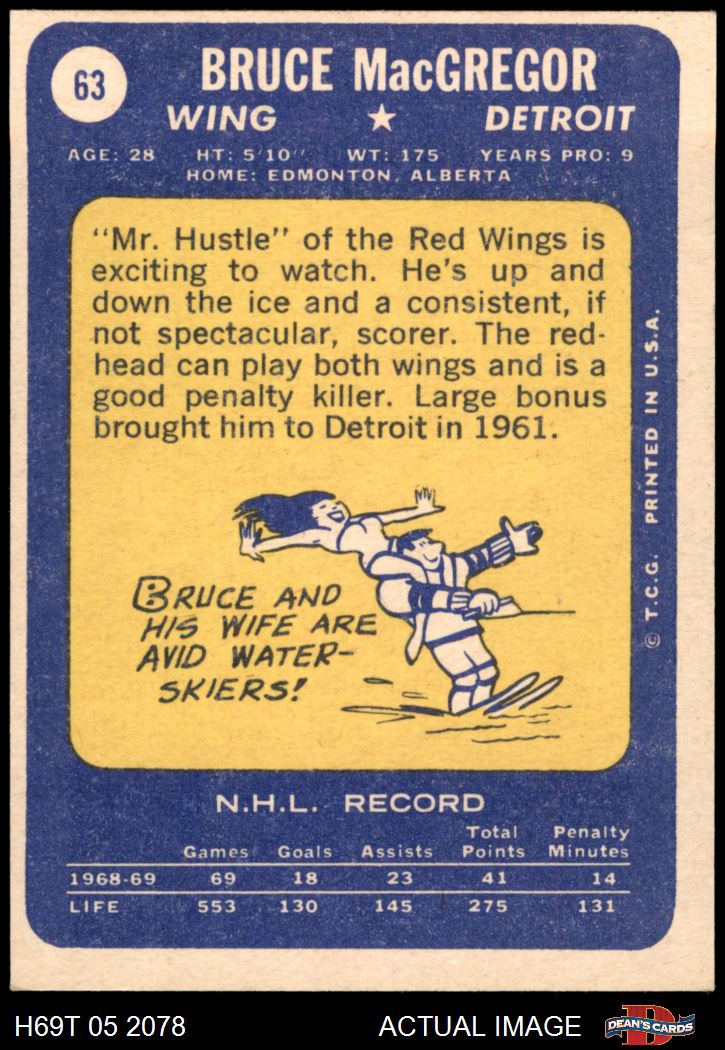 63
BRUCE MacGREGOR
WING ★ DETROIT
AGE: 28 HT: 5'10" WT: 175 YEARS PRO: 9
HOME: EDMONTON, ALBERTA
"Mr. Hustle" of the Red Wings is
exciting to watch. He's up and
down the ice and a consistent, if
not spectacular, scorer. The red-
head can play both wings and is a
good penalty killer. Large bonus
brought him to Detroit in 1961.
BRUCE AND
HIS WIFE ARE
AVID WATER-
SKIERS!
© T.C.G. PRINTED IN U.S.A.
N.H.L. RECORD
Games Goals Assists Total Points Penalty Minutes
1968-69 69 18 23 41 14
LIFE 553 130 145 275 131
H69T 05 2078 ACTUAL IMAGE
D
DEAN'S CARDS